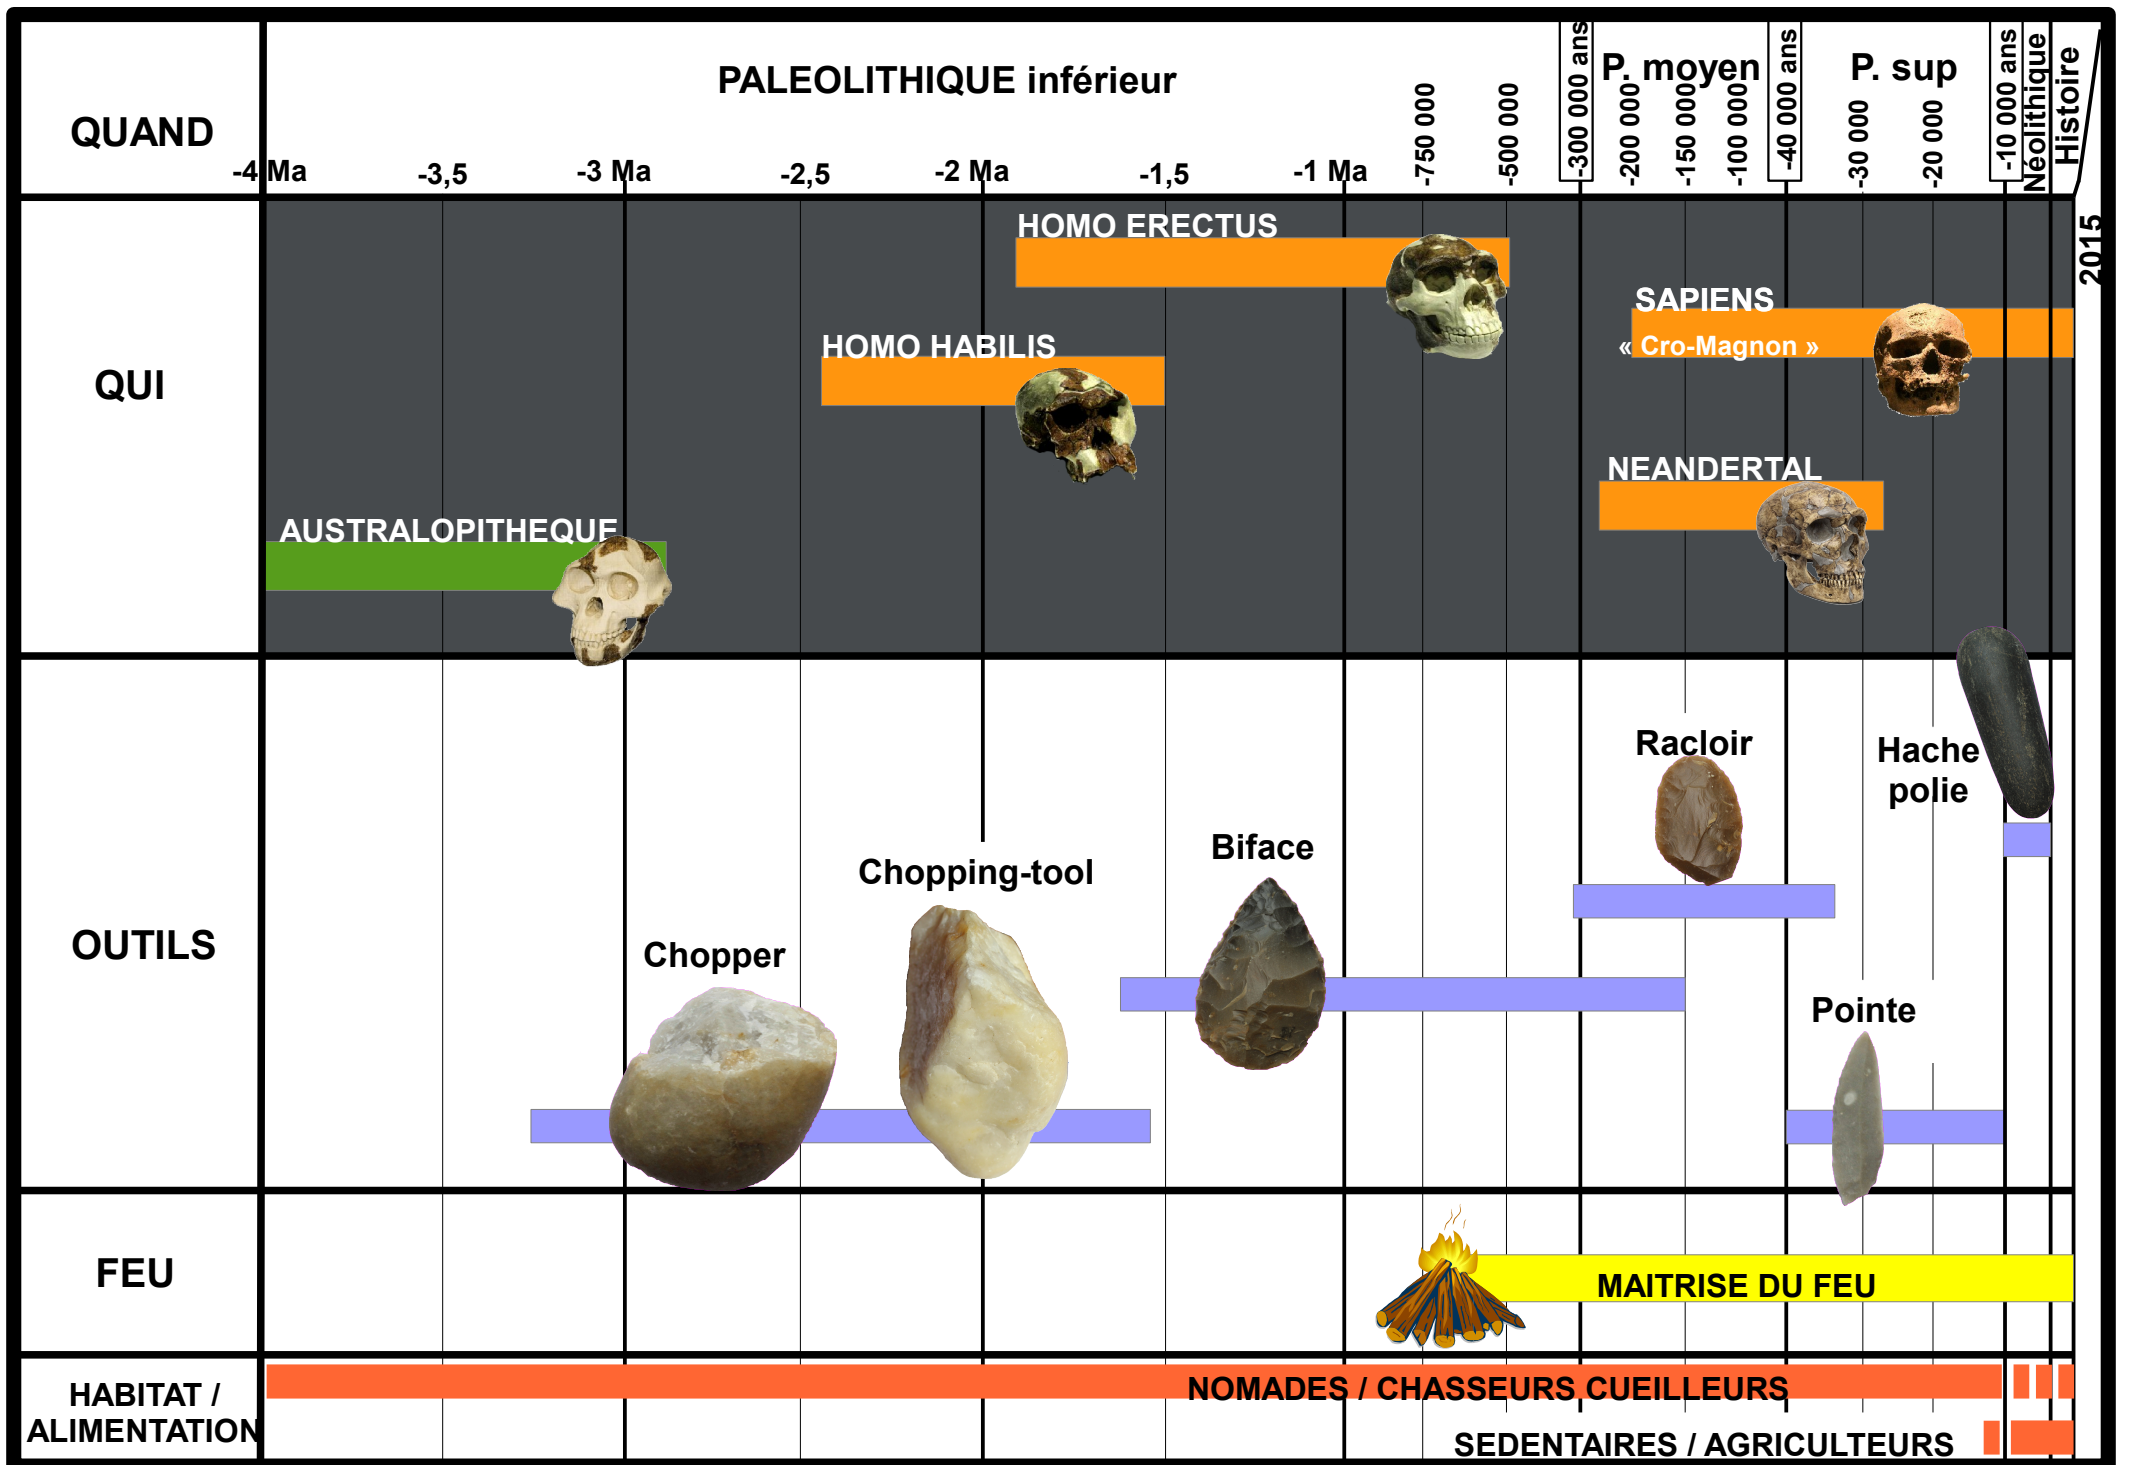 QUAND
PALEOLITHIQUE inférieur
P. moyen
P. sup
Néolithique
Histoire
-4 Ma
-3,5
-3 Ma
-2,5
-2 Ma
-1,5
-1 Ma
-750 000
-500 000
-300 000 ans
-200 000
-150 000
-100 000
-40 000 ans
-30 000
-20 000
-10 000 ans
2015
QUI
HOMO ERECTUS
SAPIENS
« Cro-Magnon »
HOMO HABILIS
NEANDERTAL
AUSTRALOPITHEQUE
OUTILS
Racloir
Hache
polie
Biface
Chopping-tool
Chopper
Pointe
FEU
MAITRISE DU FEU
HABITAT /
ALIMENTATION
NOMADES / CHASSEURS CUEILLEURS
SEDENTAIRES / AGRICULTEURS